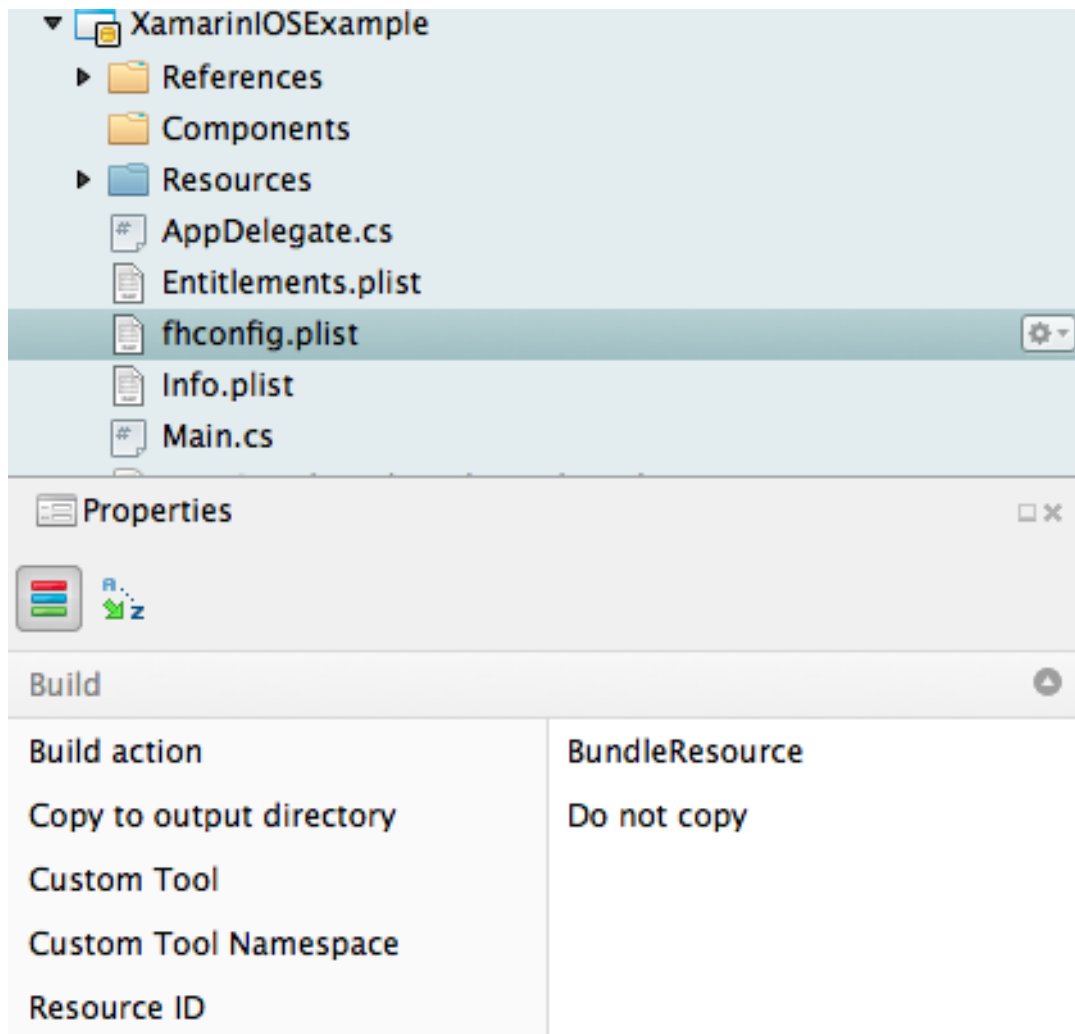 XamarinIOSExample
References
Components
Resources
AppDelegate.cs
Entitlements.plist
fhconfig.plist
Info.plist
Main.cs
Properties
Build
Build action BundleResource
Copy to output directory Do not copy
Custom Tool
Custom Tool Namespace
Resource ID